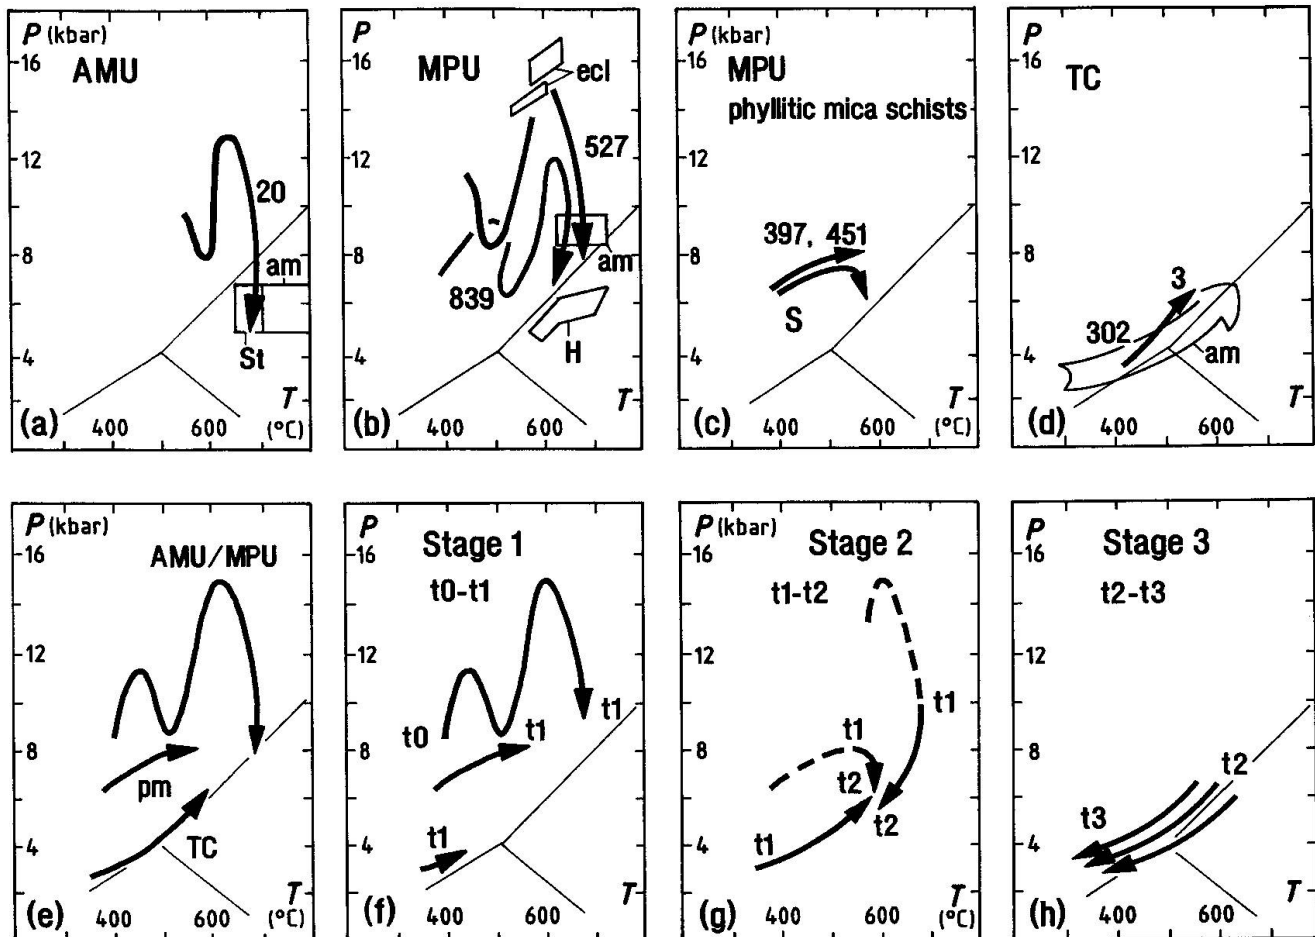 P (kbar)
AMU
16
12
8
4
20
am
St
T
(a)
400
600
(°C)
P
MPU
16
12
8
4
ecl
527
839
am
H
T
(b)
400
600
P (kbar)
MPU
phyllitic mica schists
16
12
8
4
397, 451
S
T
(c)
400
600
(°C)
P
TC
16
12
8
4
3
302
am
T
(d)
400
600
P (kbar)
AMU/MPU
16
12
8
4
pm
TC
T
(e)
400
600
(°C)
P
Stage 1
t0-t1
16
12
8
4
t0
t1
t1
t1
T
(f)
400
600
P (kbar)
Stage 2
t1-t2
16
12
8
4
t1
t1
t2
t2
t1
T
(g)
400
600
(°C)
P
Stage 3
t2-t3
16
12
8
4
t2
t3
T
(h)
400
600